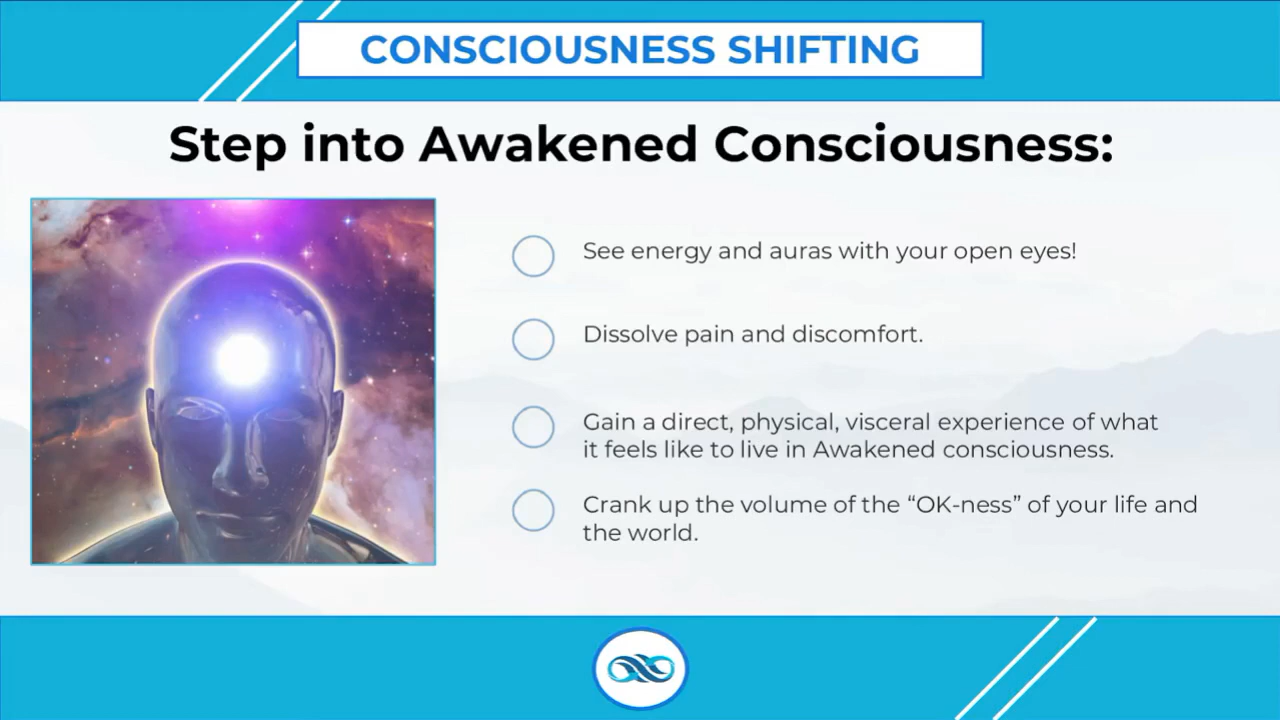 CONSCIOUSNESS SHIFTING
Step into Awakened Consciousness:
See energy and auras with your open eyes!
Dissolve pain and discomfort.
Gain a direct, physical, visceral experience of what
it feels like to live in Awakened consciousness.
Crank up the volume of the “OK-ness” of your life and
the world.